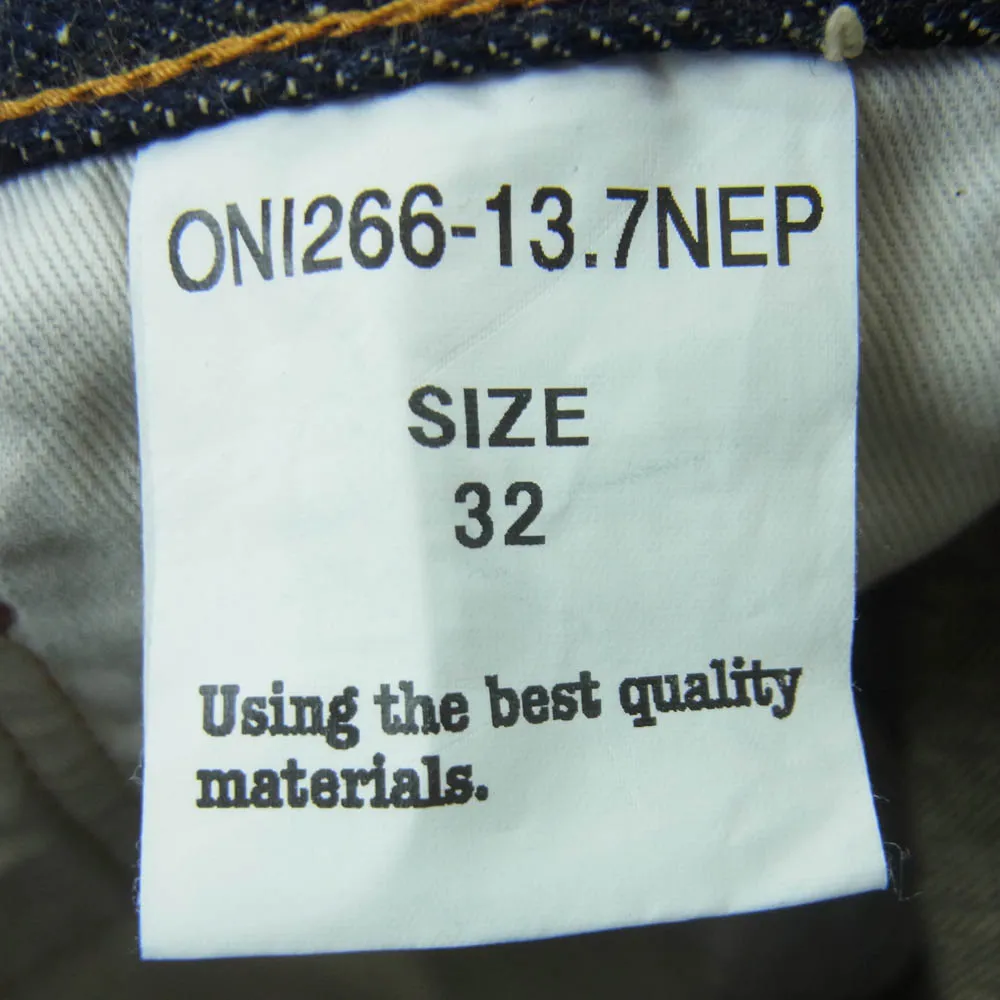 ONI266-13.7NEP
SIZE
32
Using the best quality
materials.